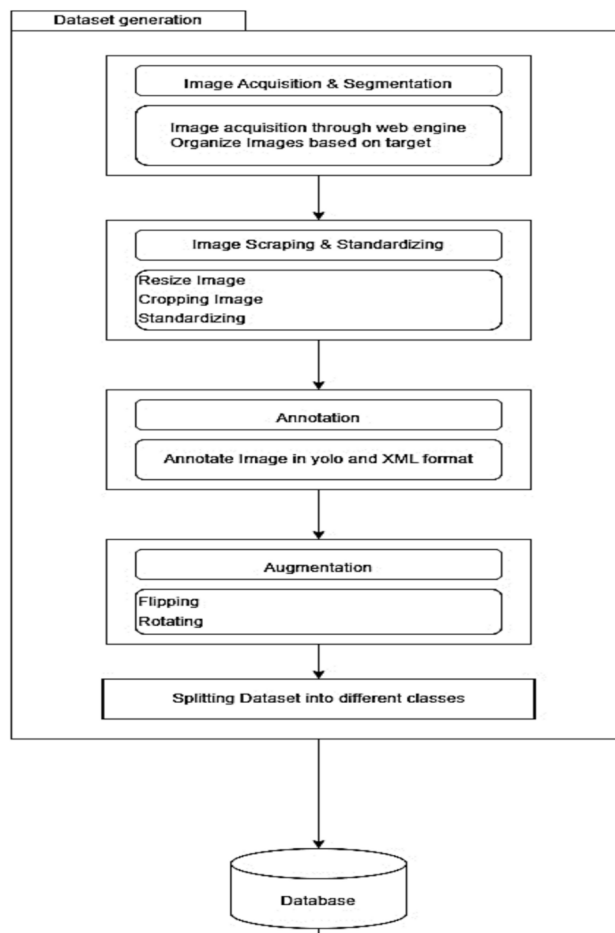 Dataset generation
Image Acquisition & Segmentation
Image acquisition through web engine
Organize Images based on target
Image Scraping & Standardizing
Resize Image
Cropping Image
Standardizing
Annotation
Annotate Image in yolo and XML format
Augmentation
Flipping
Rotating
Splitting Dataset into different classes
Database